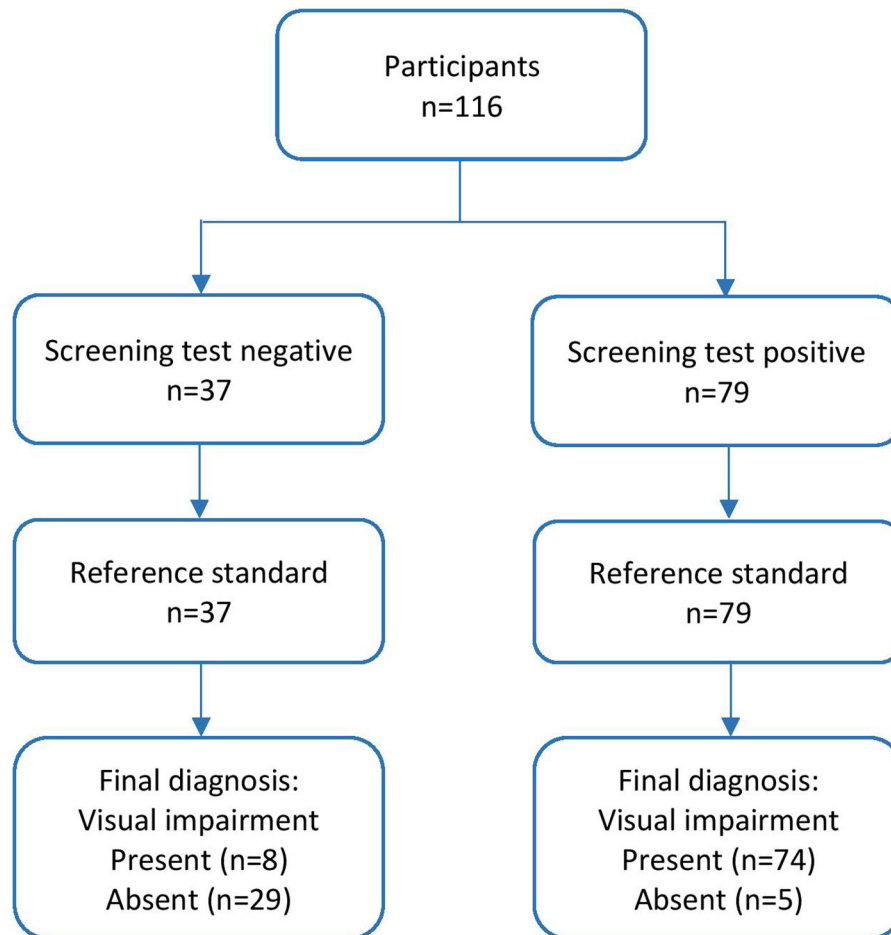 Participants
n=116
Screening test negative
n=37
Screening test positive
n=79
Reference standard
n=37
Reference standard
n=79
Final diagnosis:
Visual impairment
Present (n=8)
Absent (n=29)
Final diagnosis:
Visual impairment
Present (n=74)
Absent (n=5)